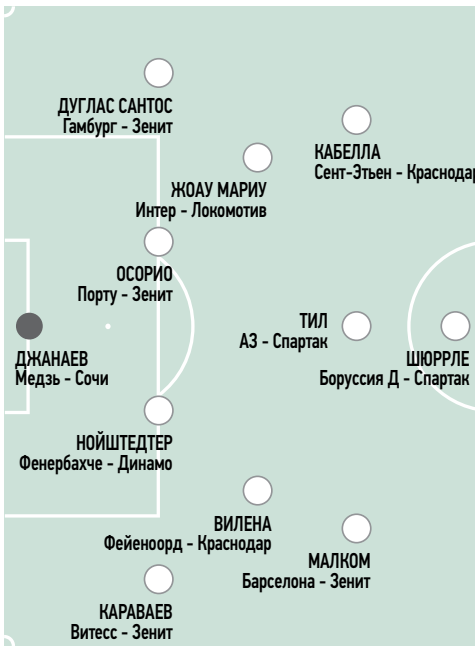 ДУГЛАС САНТОС
Гамбург - Зенит
КАБЕЛЛА
Сент-Этьен - Краснодар
ЖОАУ МАРИУ
Интер - Локомотив
ОСОРИО
Порту - Зенит
ТИЛ
АЗ - Спартак
ДЖАНАЕВ
Медзь - Сочи
ШЮРРЛЕ
Боруссия Д - Спартак
НОЙШТЕДТЕР
Фенербахче - Динамо
ВИЛЕНА
Фейеноорд - Краснодар
МАЛКОМ
Барселона - Зенит
КАРАВАЕВ
Витесс - Зенит